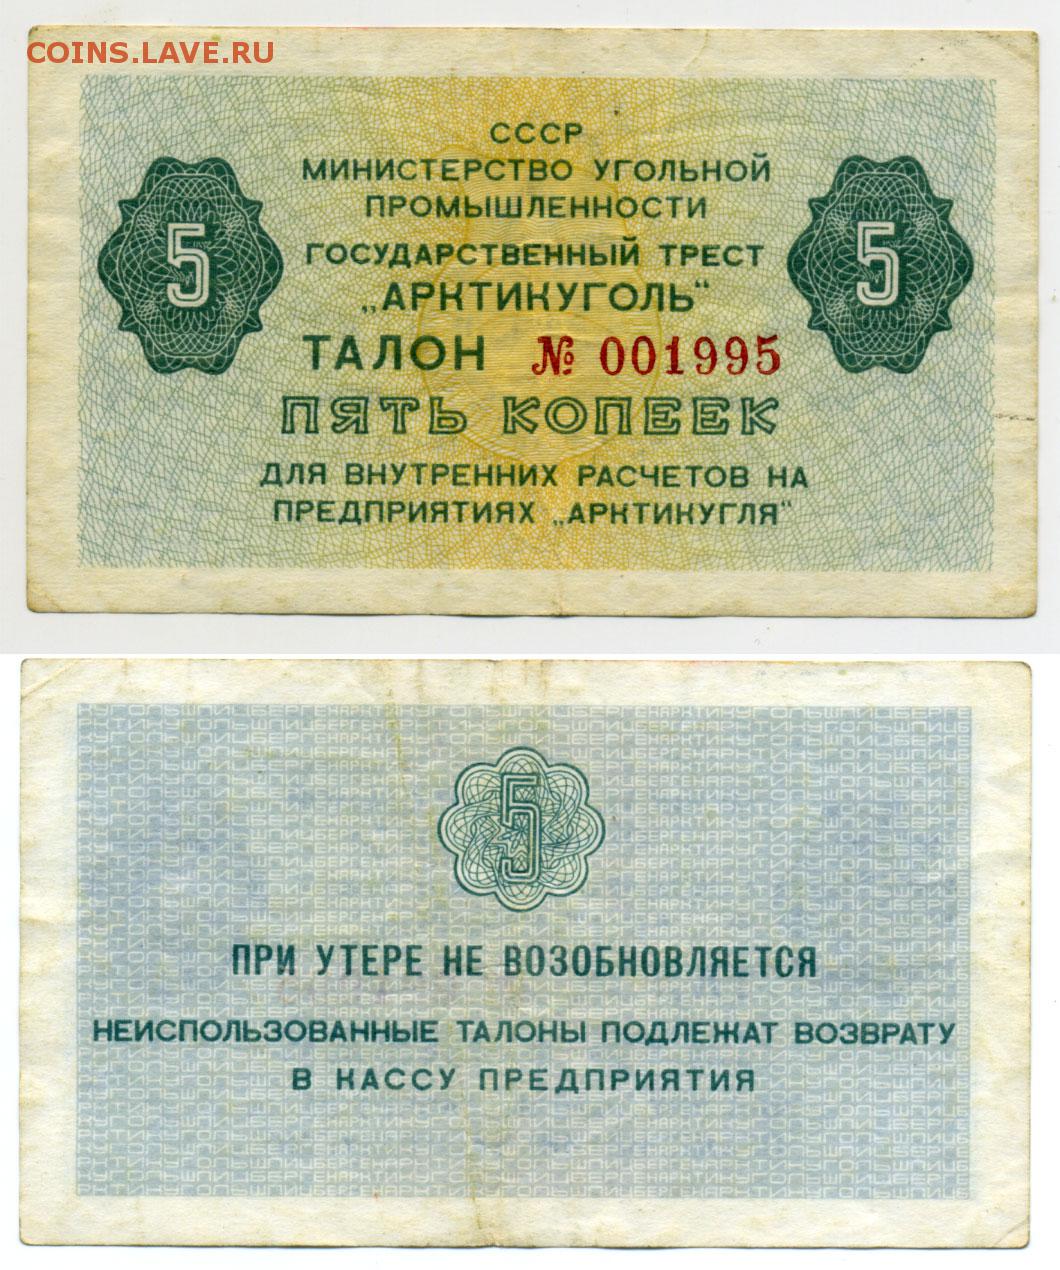 COINS.LAVE.RU
СССР
МИНИСТЕРСТВО УГОЛЬНОЙ
ПРОМЫШЛЕННОСТИ
ГОСУДАРСТВЕННЫЙ ТРЕСТ
„АРКТИКУГОЛЬ"
5
5
ТАЛОН № 001995
ПЯТЬ КОПЕЕК
ДЛЯ ВНУТРЕННИХ РАСЧЕТОВ НА
ПРЕДПРИЯТИЯХ „АРКТИКУГЛЯ"
5
ПРИ УТЕРЕ НЕ ВОЗОБНОВЛЯЕТСЯ
НЕИСПОЛЬЗОВАННЫЕ ТАЛОНЫ ПОДЛЕЖАТ ВОЗВРАТУ
В КАССУ ПРЕДПРИЯТИЯ